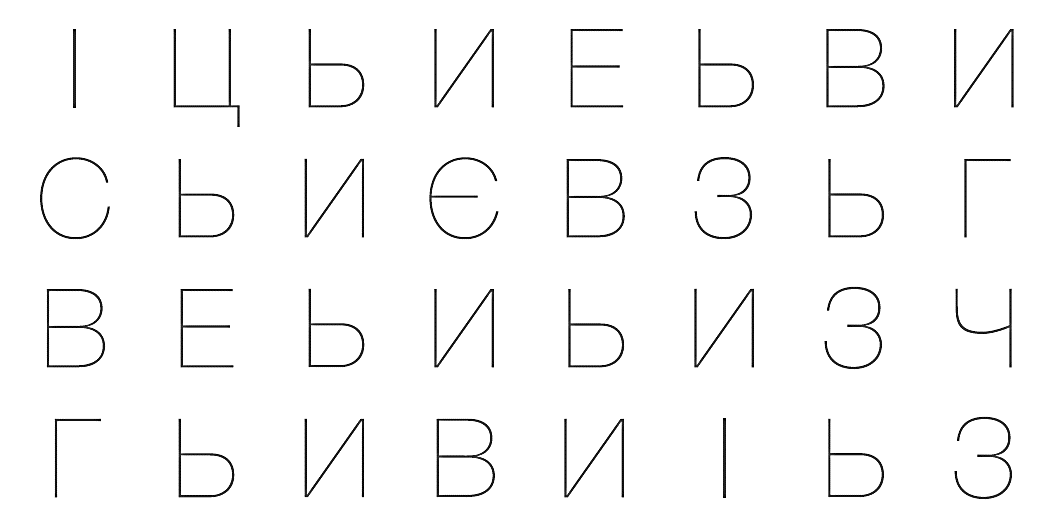 І Ц Ь И Е Ь В И
С Ь И Є В З Ь Г
В Е Ь И Ь И З Ч
Г Ь И В И І Ь З